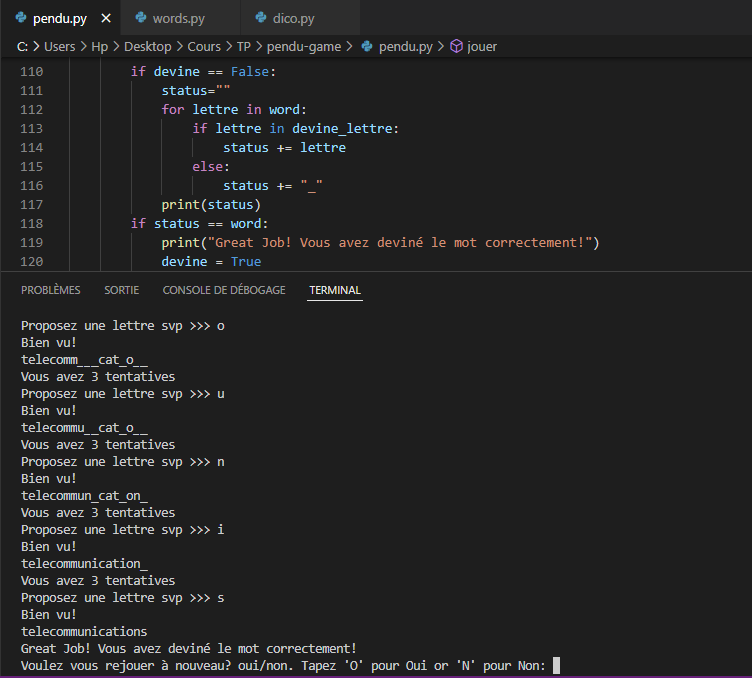 pendu.py words.py dico.py
C: > Users > Hp > Desktop > Cours > TP > pendu-game > pendu.py > jouer
110 if devine == False:
111 status=""
112 for lettre in word:
113 if lettre in devine_lettre:
114 status += lettre
115 else:
116 status += "_"
117 print(status)
118 if status == word:
119 print("Great Job! Vous avez deviné le mot correctement!")
120 devine = True
PROBLÈMES SORTIE CONSOLE DE DÉBOGAGE TERMINAL
Proposez une lettre svp >>> o
Bien vu!
telecomm___cat_o__
Vous avez 3 tentatives
Proposez une lettre svp >>> u
Bien vu!
telecommu__cat_o__
Vous avez 3 tentatives
Proposez une lettre svp >>> n
Bien vu!
telecommun_cat_on_
Vous avez 3 tentatives
Proposez une lettre svp >>> i
Bien vu!
telecommunication_
Vous avez 3 tentatives
Proposez une lettre svp >>> s
Bien vu!
telecommunications
Great Job! Vous avez deviné le mot correctement!
Voulez vous rejouer à nouveau? oui/non. Tapez 'O' pour Oui or 'N' pour Non: